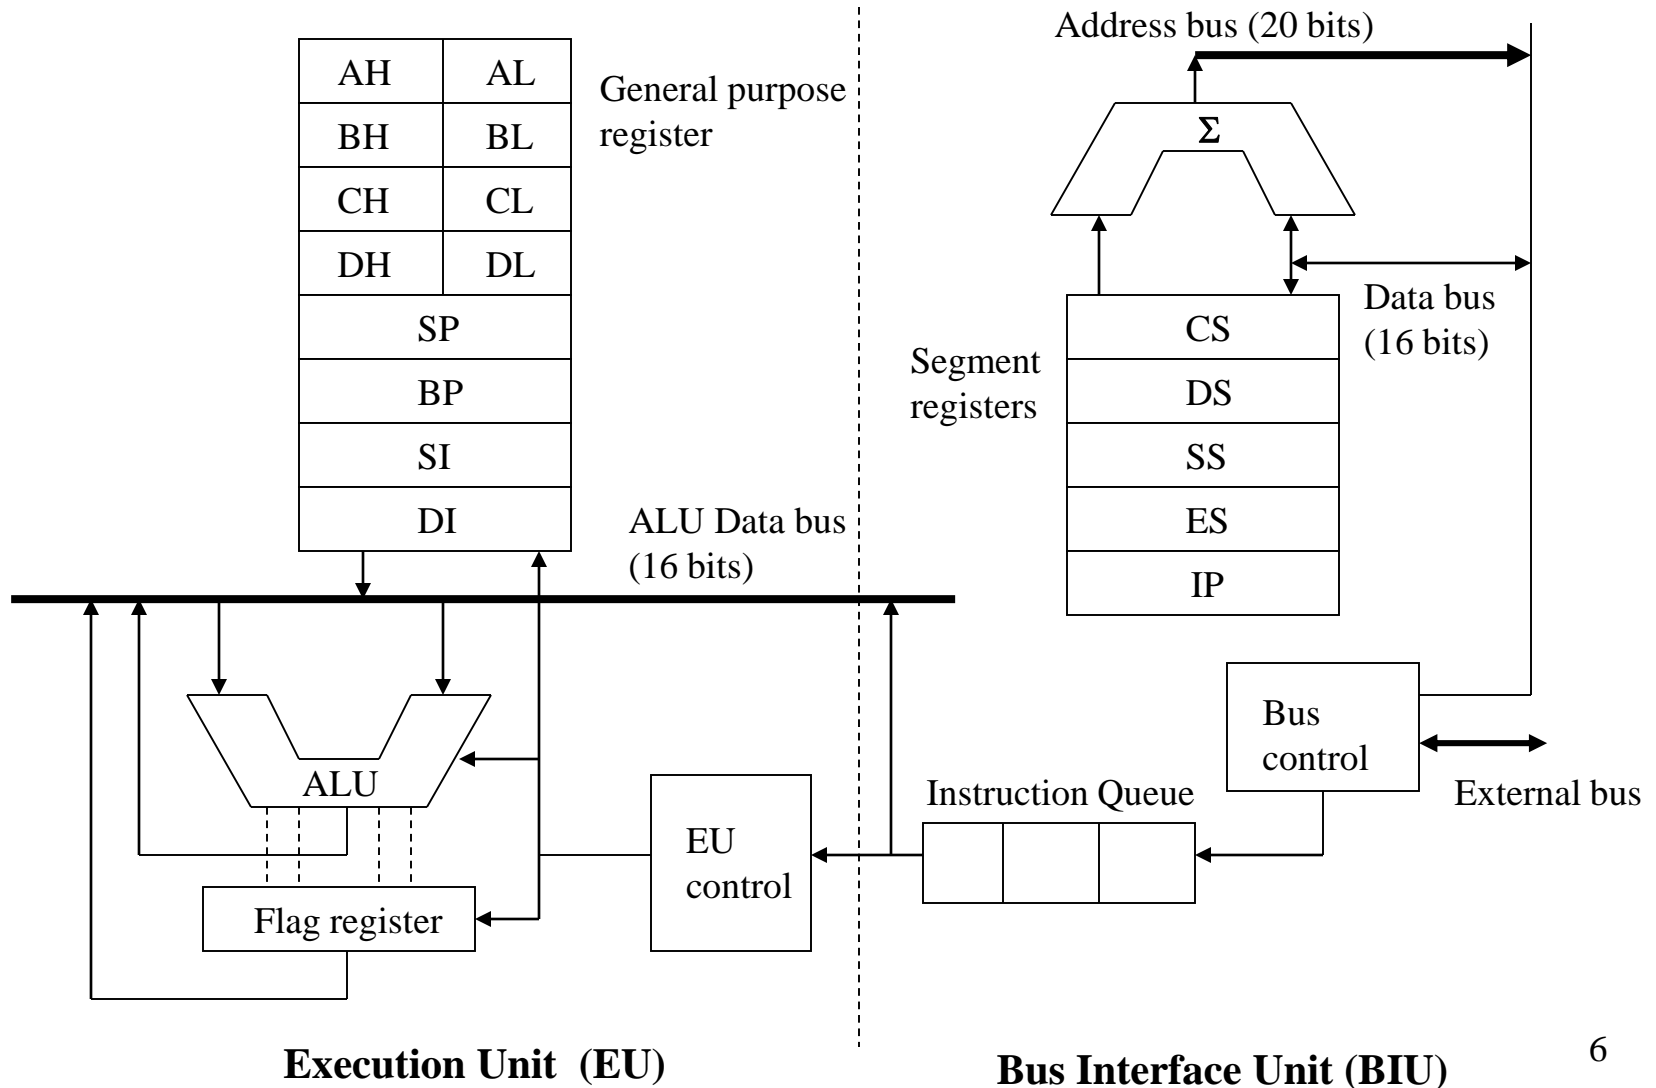 AH AL
BH BL
CH CL
DH DL
SP
BP
SI
DI
General purpose
register
ALU Data bus
(16 bits)
ALU
Flag register
EU
control
Execution Unit (EU)
Address bus (20 bits)
Σ
Data bus
(16 bits)
Segment
registers
CS
DS
SS
ES
IP
Bus
control
External bus
Instruction Queue
Bus Interface Unit (BIU)
6